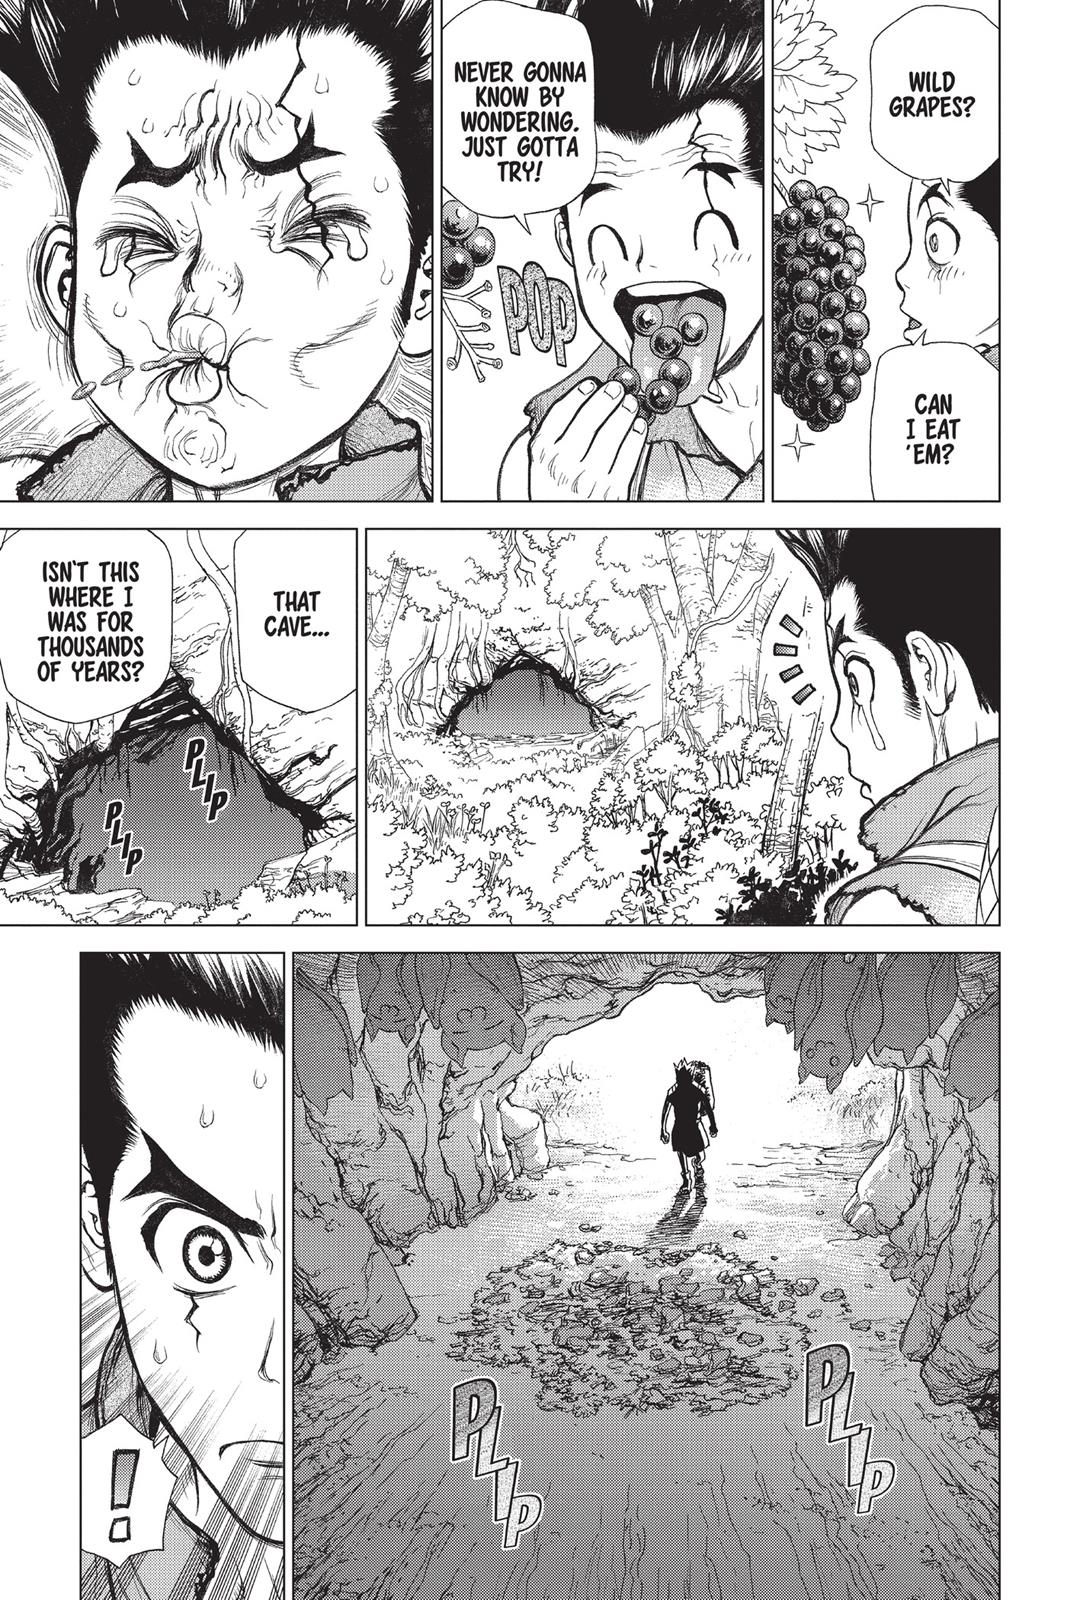 WILD
GRAPES?
CAN
I EAT
'EM?
NEVER GONNA
KNOW BY
WONDERING.
JUST GOTTA
TRY!
POP
THAT
CAVE...
ISN'T THIS
WHERE I
WAS FOR
THOUSANDS
OF YEARS?
PLIP
PLIP
PLIP
PLIP
!